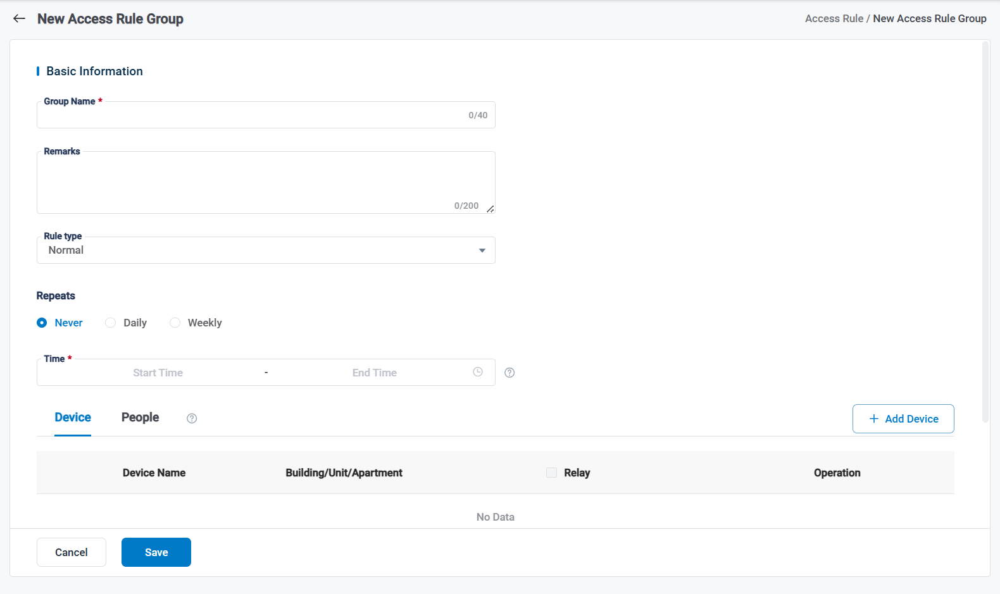 New Access Rule Group
Access Rule / New Access Rule Group
Basic Information
Group Name *
0/40
Remarks
0/200
Rule type
Normal
Repeats
Never Daily Weekly
Time *
Start Time - End Time
Device People
+ Add Device
Device Name Building/Unit/Apartment Relay Operation
No Data
Cancel Save